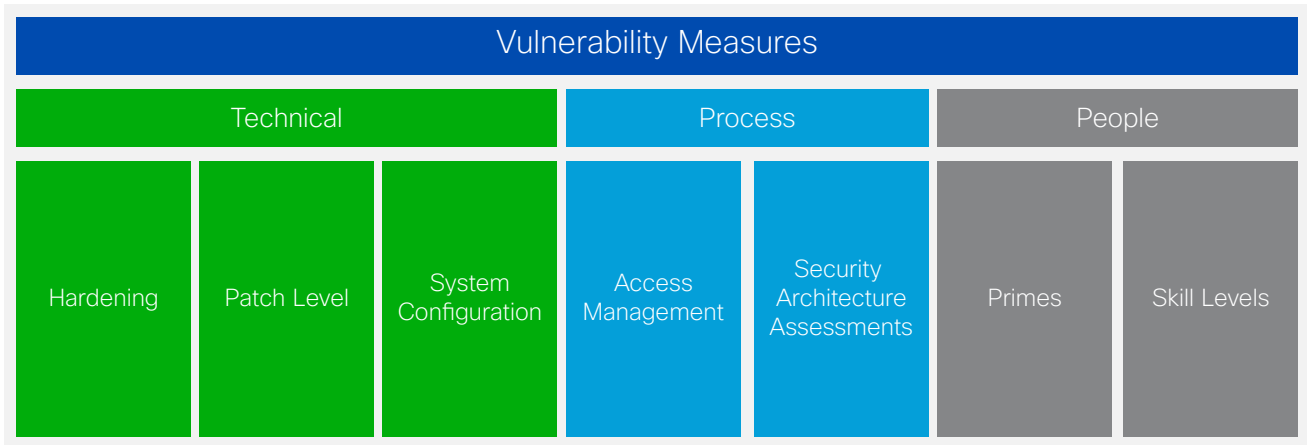 Vulnerability Measures
Technical
Process
People
Hardening
Patch Level
System
Configuration
Access
Management
Security
Architecture
Assessments
Primes
Skill Levels